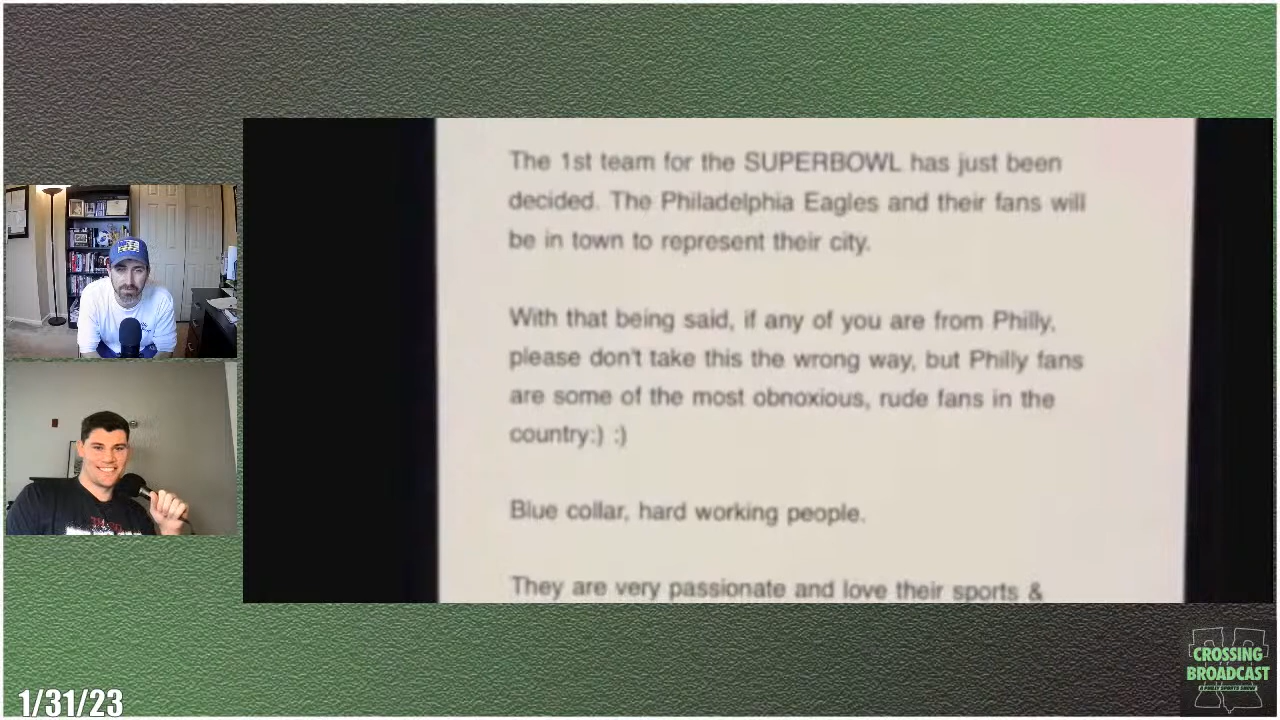 The 1st team for the SUPERBOWL has just been
decided. The Philadelphia Eagles and their fans will
be in town to represent their city.
With that being said, if any of you are from Philly,
please don't take this the wrong way, but Philly fans
are some of the most obnoxious, rude fans in the
country:) :)
Blue collar, hard working people.
They are very passionate and love their sports &
CROSSING
BROADCAST
A PHILLY SPORTS SHOW
1/31/23